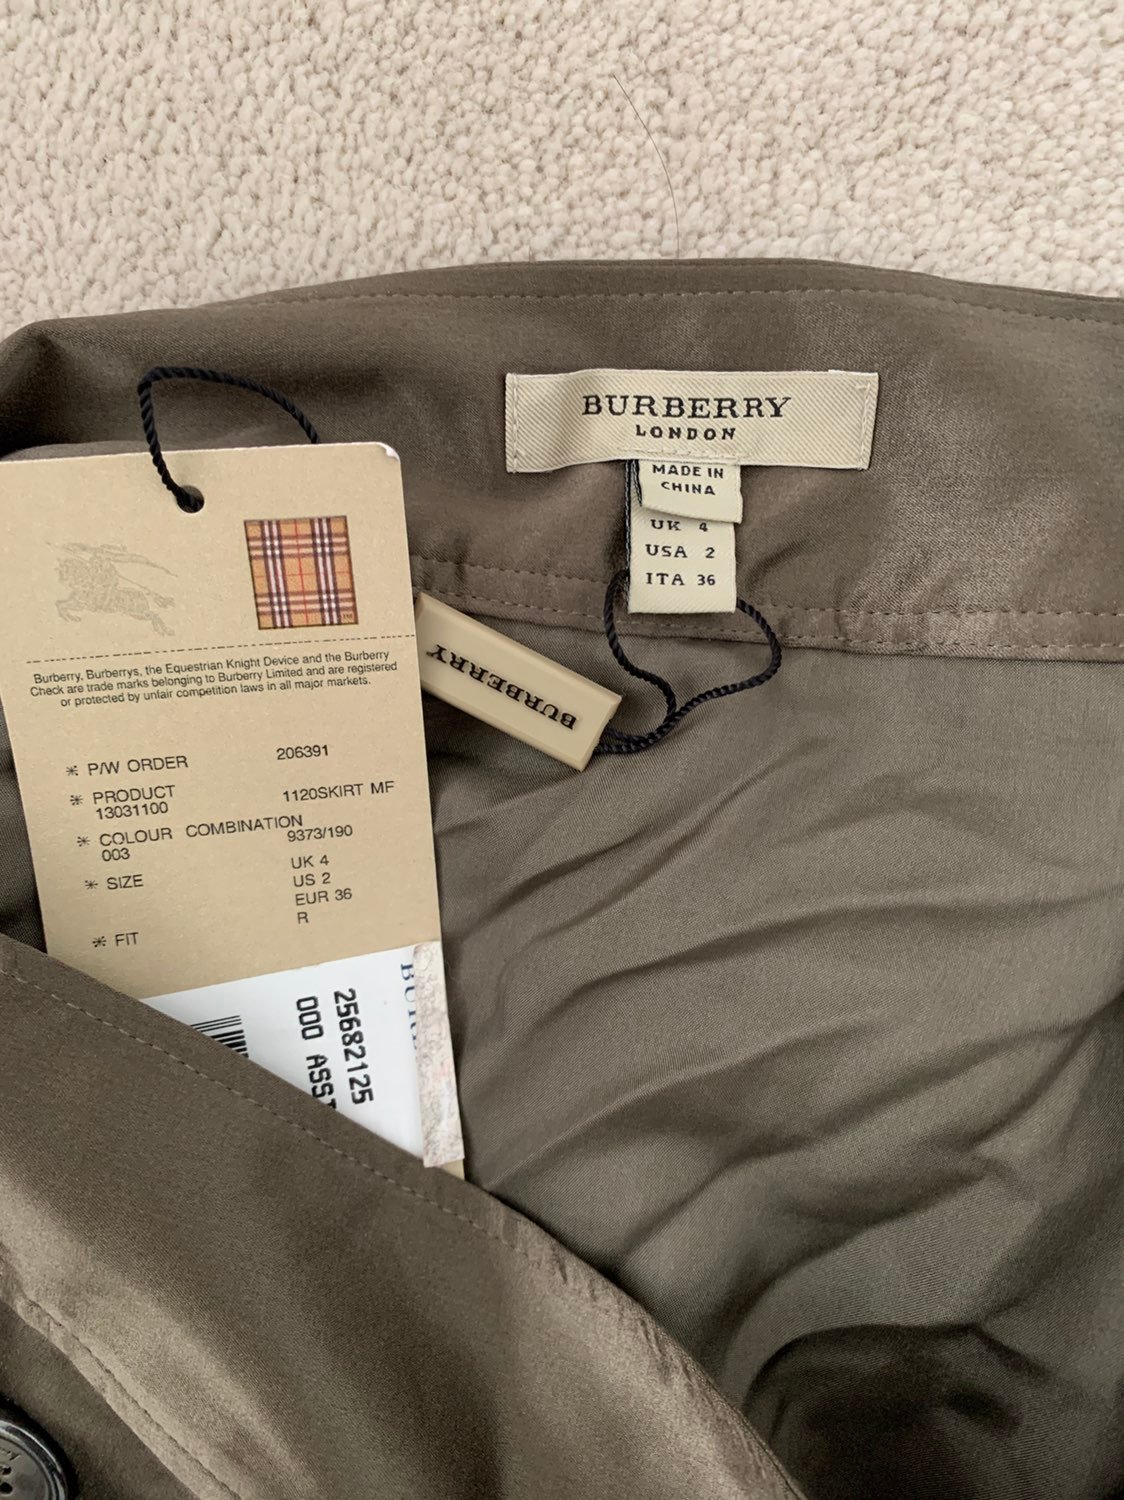 BURBERRY
LONDON
MADE IN
CHINA
UK 4
USA 2
ITA 36
BURBERRY
Burberry, Burberrys, the Equestrian Knight Device and the Burberry
Check are trade marks belonging to Burberry Limited and are registered
or protected by unfair competition laws in all major markets.
* P/W ORDER 206391
* PRODUCT 1120SKIRT MF
13031100
* COLOUR COMBINATION
003 9373/190
* SIZE UK 4
US 2
EUR 36
R
* FIT
25682125
000 ASST